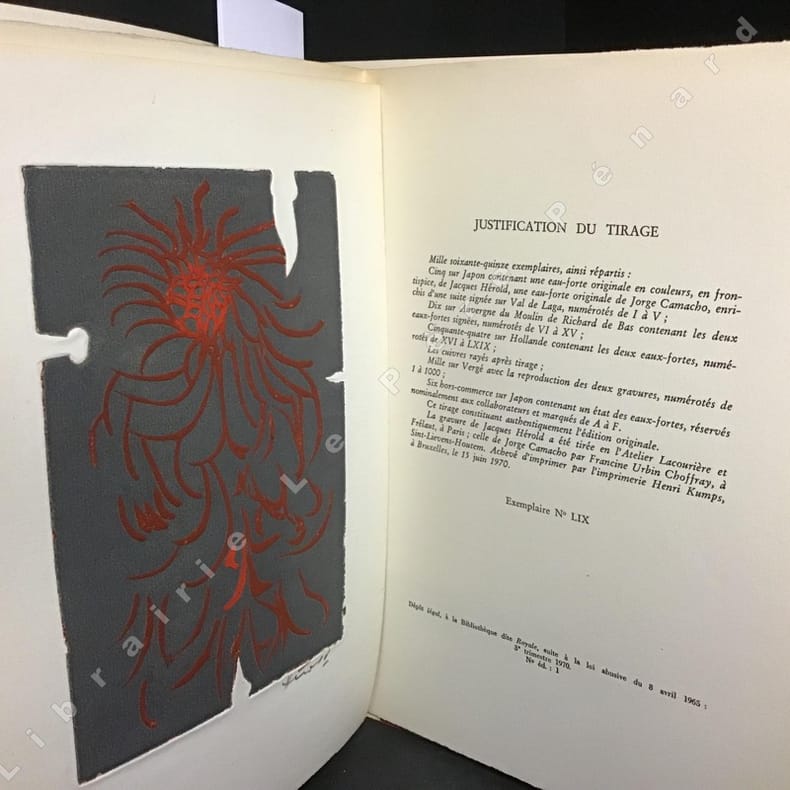 JUSTIFICATION DU TIRAGE
Mille soixante-quinze exemplaires, ainsi répartis :
Cinq sur Japon contenant une eau-forte originale en couleurs, en fron-
tispice, de Jacques Hérold, une eau-forte originale de Jorge Camacho, enri-
chis d'une suite signée sur Val de Laga, numérotés de I à V ;
Dix sur Auvergne du Moulin de Richard de Bas contenant les deux
eaux-fortes signées, numérotés de VI à XV ;
Cinquante-quatre sur Hollande contenant les deux eaux-fortes, numé-
rotés de XVI à LXIX ;
Les cuivres rayés après tirage ;
Mille sur Vergé avec la reproduction des deux gravures, numérotés de
1 à 1000 ;
Six hors-commerce sur Japon contenant un état des eaux-fortes, réservés
nominalement aux collaborateurs et marqués de A à F.
Ce tirage constituant authentiquement l'édition originale.
La gravure de Jacques Hérold a été tirée en l'Atelier Lacourière et
Frélaut, à Paris ; celle de Jorge Camacho par Francine Urbin Choffray, à
Sint-Lievens-Houtem. Achevé d'imprimer par l'imprimerie Henri Kumps,
à Bruxelles, le 15 juin 1970.
Exemplaire N° LIX
Dépôt légal, à la Bibliothèque dite Royale, suite à la loi abusive du 8 avril 1965 :
3e trimestre 1970.
N° éd. : 1
Librairie Le Pépénard